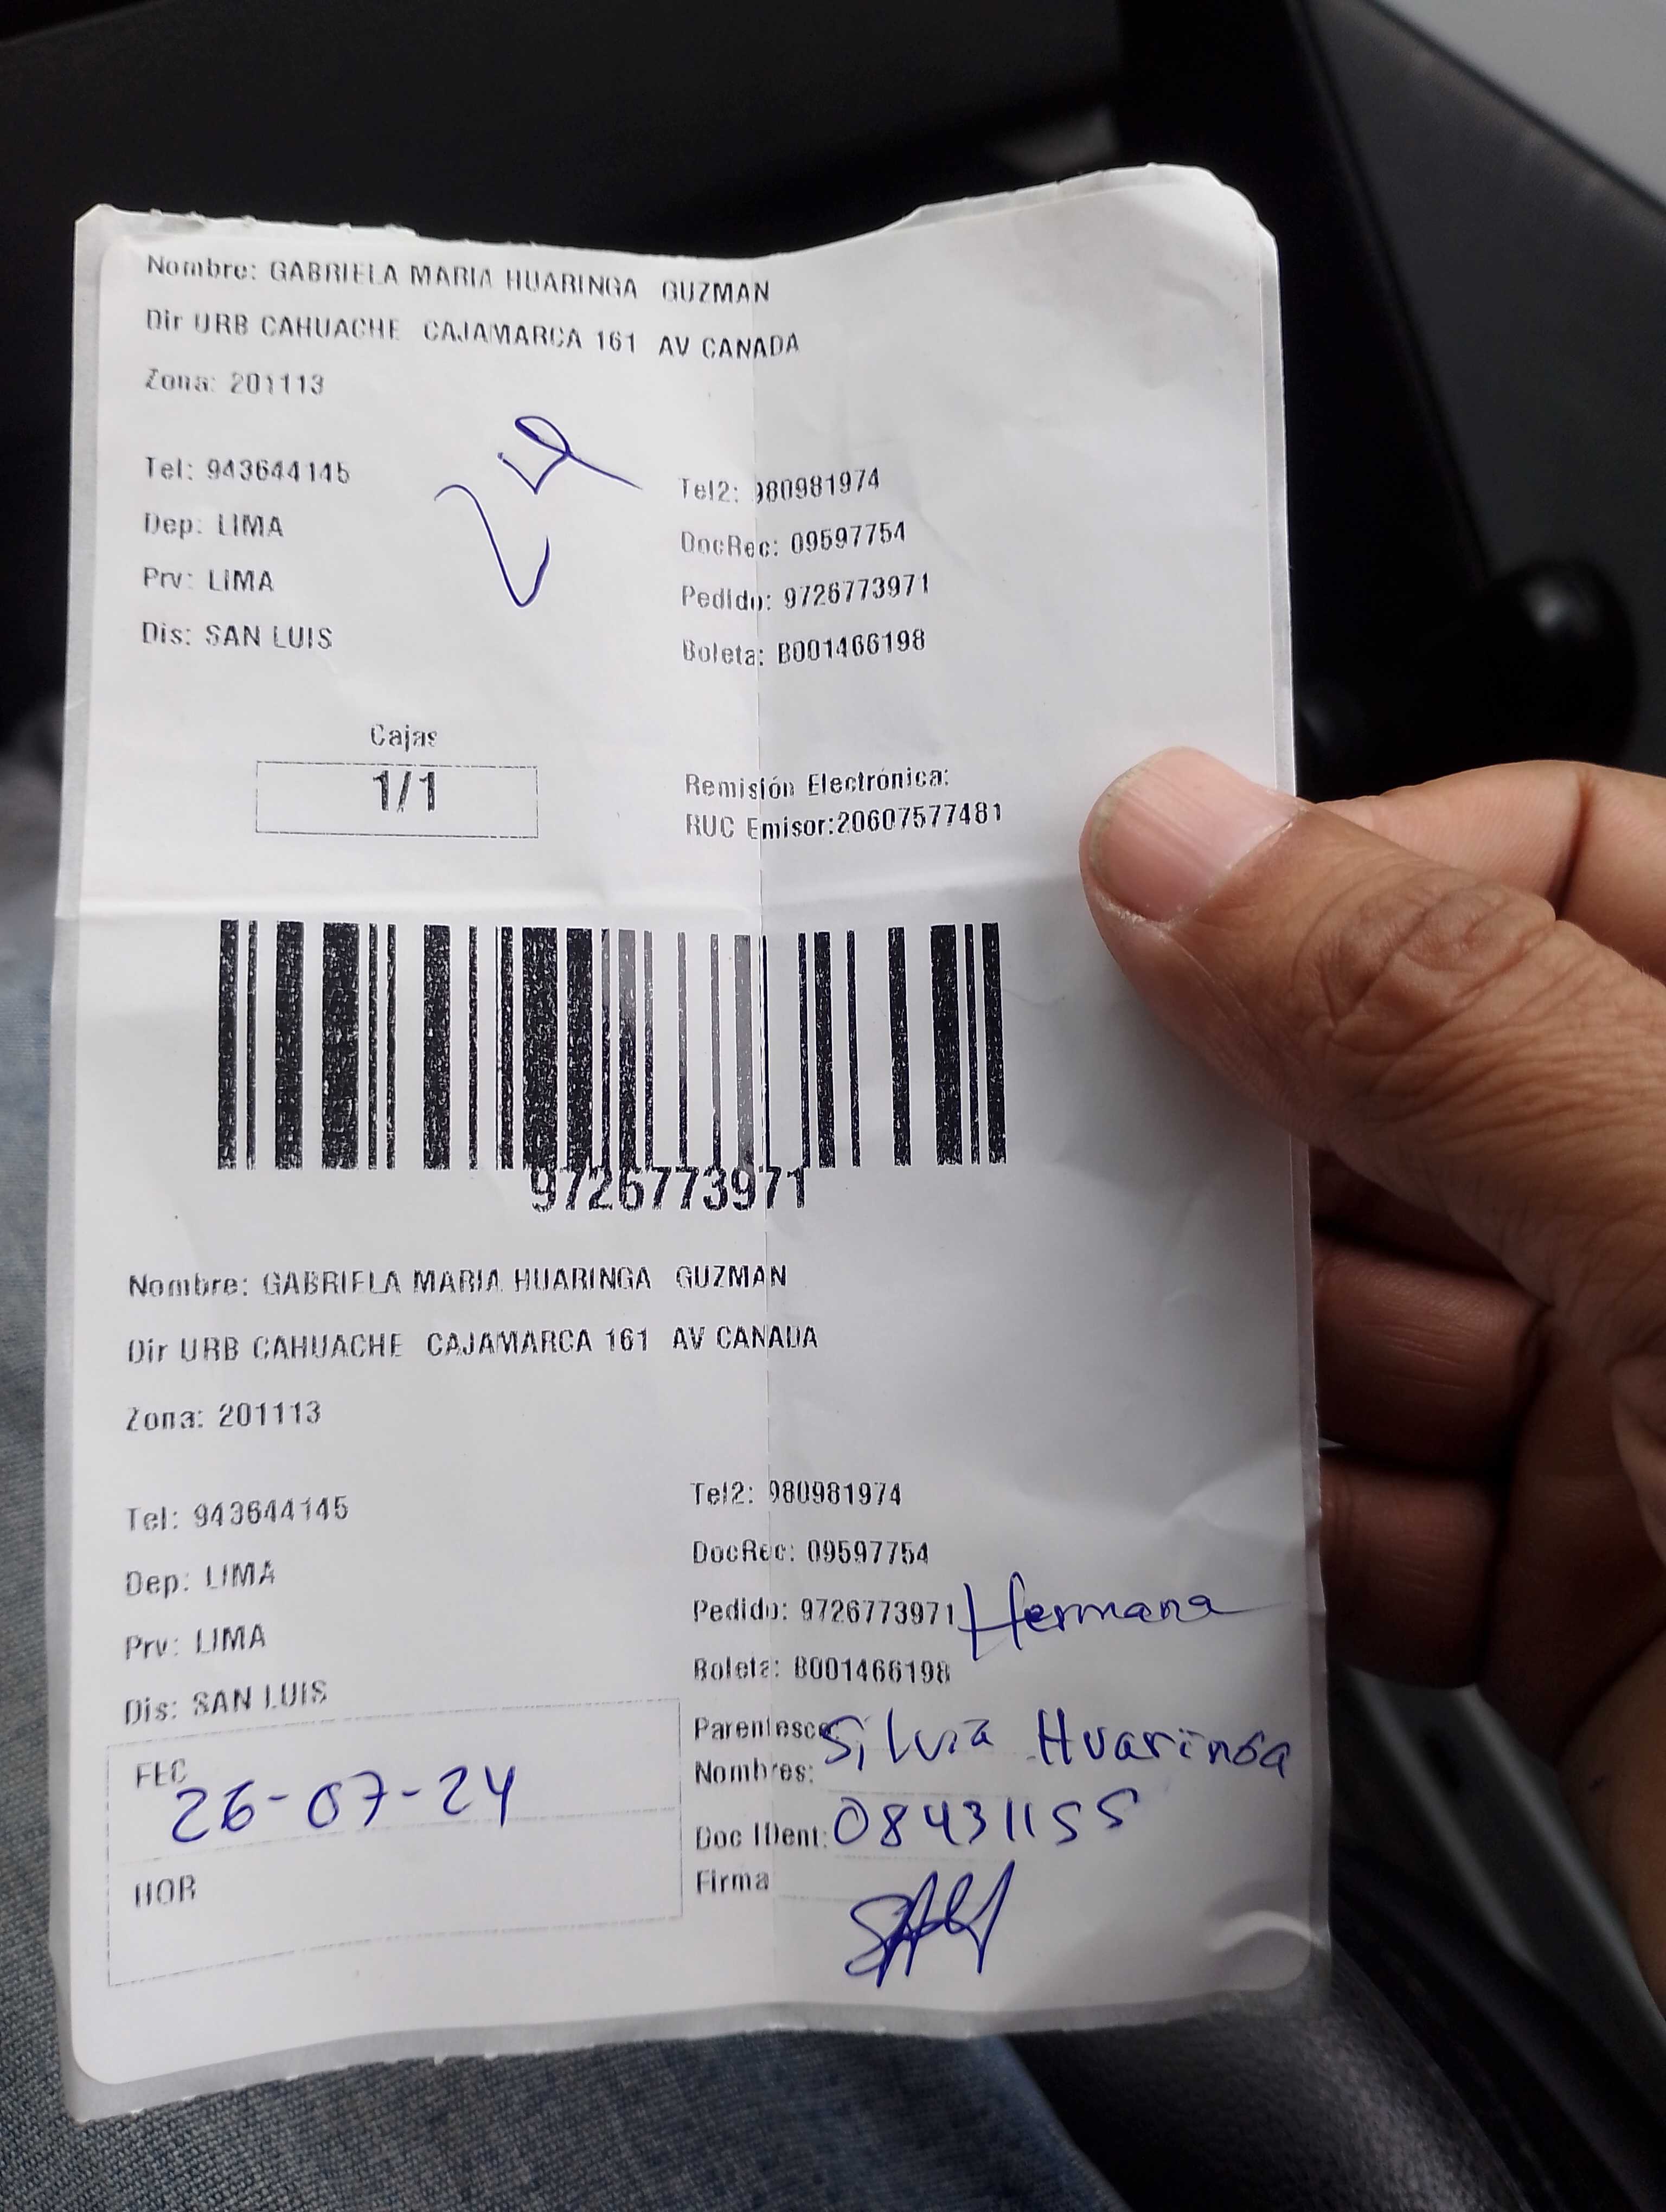 Nombre: GABRIELA MARIA HUARINGA GUZMAN
Dir URB CAHUACHE CAJAMARCA 161 AV CANADA
Zona: 201113
Tel: 943644145 Tel2: 980981974
Dep: LIMA DocRec: 09597754
Prv: LIMA Pedido: 9726773971
Dis: SAN LUIS Boleta: B001466198
Cajas
1/1
Remisión Electrónica:
RUC Emisor:20607577481
9726773971
Nombre: GABRIELA MARIA HUARINGA GUZMAN
Dir URB CAHUACHE CAJAMARCA 161 AV CANADA
Zona: 201113
Tel: 943644145 Tel2: 980981974
Dep: LIMA DocRec: 09597754
Prv: LIMA Pedido: 9726773971 Hermana
Dis: SAN LUIS Boleta: B001466198
Parentesco
Nombres: Silvia Huaringa
FEC 26-07-24
Doc IDent: 08431155
HOR
Firma